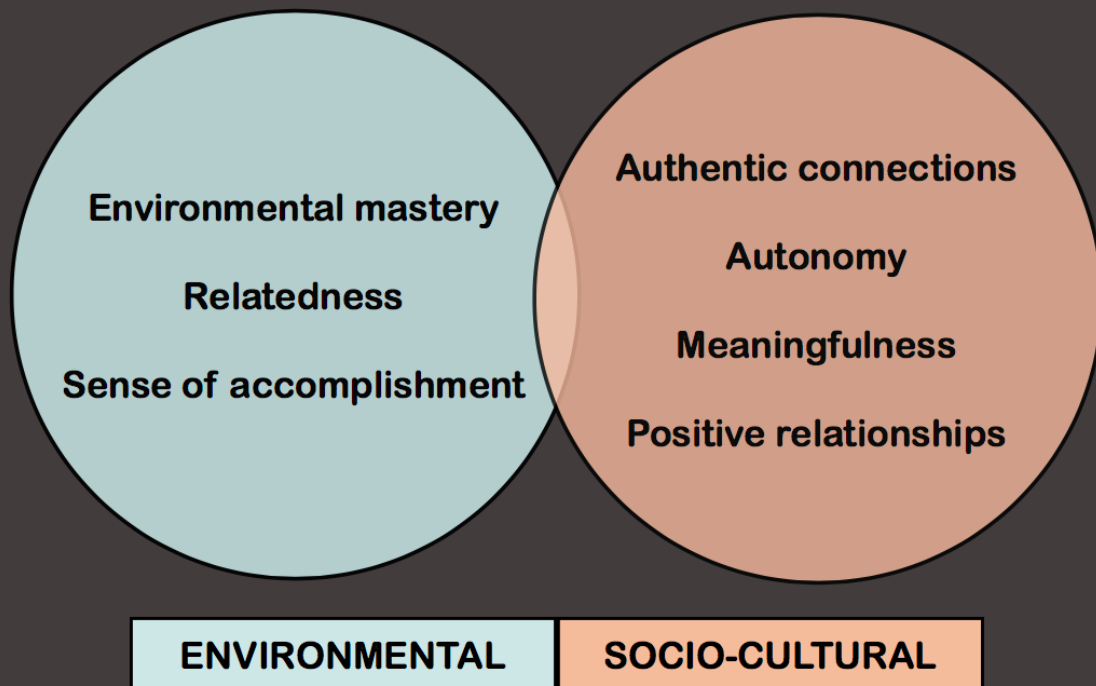 Environmental mastery
Relatedness
Sense of accomplishment
Authentic connections
Autonomy
Meaningfulness
Positive relationships
ENVIRONMENTAL
SOCIO-CULTURAL